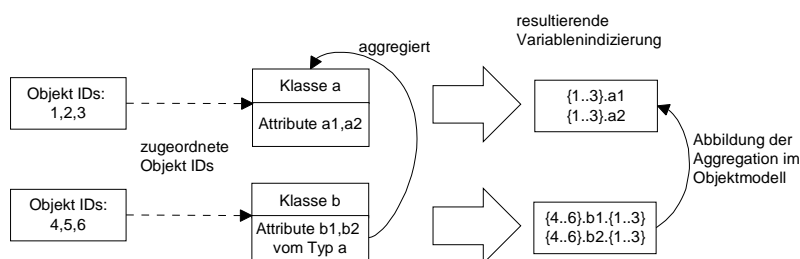 resultierende
Variablenindizierung
aggregiert
Objekt IDs:
1,2,3
Klasse a
Attribute a1,a2
{1..3}.a1
{1..3}.a2
zugeordnete
Objekt IDs
Abbildung der
Aggregation im
Objektmodell
Objekt IDs:
4,5,6
Klasse b
Attribute b1,b2
vom Typ a
{4..6}.b1.{1..3}
{4..6}.b2.{1..3}